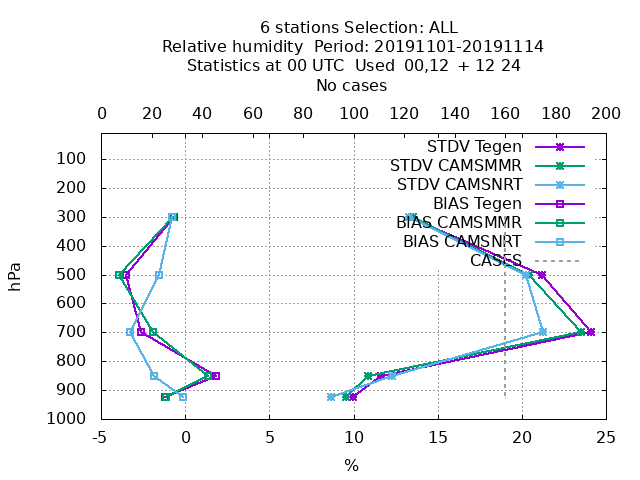 6 stations Selection: ALL
Relative humidity  Period: 20191101-20191114
Statistics at 00 UTC  Used  00,12  + 12 24
No cases
0 20 40 60 80 100 120 140 160 180 200
STDV Tegen
STDV CAMSMMR
STDV CAMSNRT
BIAS Tegen
BIAS CAMSMMR
BIAS CAMSNRT
CASES
hPa
100
200
300
400
500
600
700
800
900
1000
-5 0 5 10 15 20 25
%